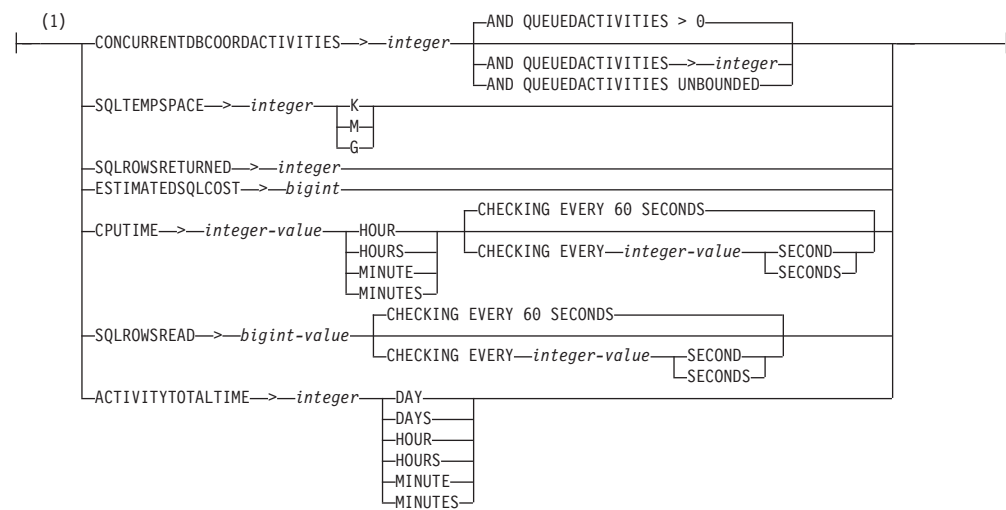 (1)
AND QUEUEDACTIVITIES > 0
CONCURRENTDBCOORDACTIVITIES > integer
AND QUEUEDACTIVITIES > integer
AND QUEUEDACTIVITIES UNBOUNDED
SQLTEMPSPACE > integer K
M
G
SQLROWSRETURNED > integer
ESTIMATEDSQLCOST > bigint
CHECKING EVERY 60 SECONDS
CPUTIME > integer-value HOUR
HOURS
MINUTE
MINUTES
CHECKING EVERY integer-value SECOND
SECONDS
CHECKING EVERY 60 SECONDS
SQLROWSREAD > bigint-value
CHECKING EVERY integer-value SECOND
SECONDS
ACTIVITYTOTALTIME > integer DAY
DAYS
HOUR
HOURS
MINUTE
MINUTES